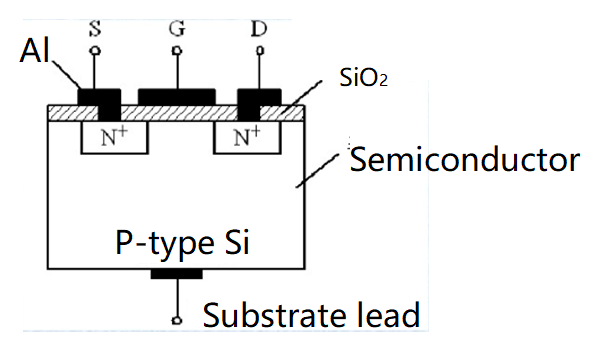 S G D
Al
SiO₂
N⁺ N⁺
Semiconductor
P-type Si
Substrate lead